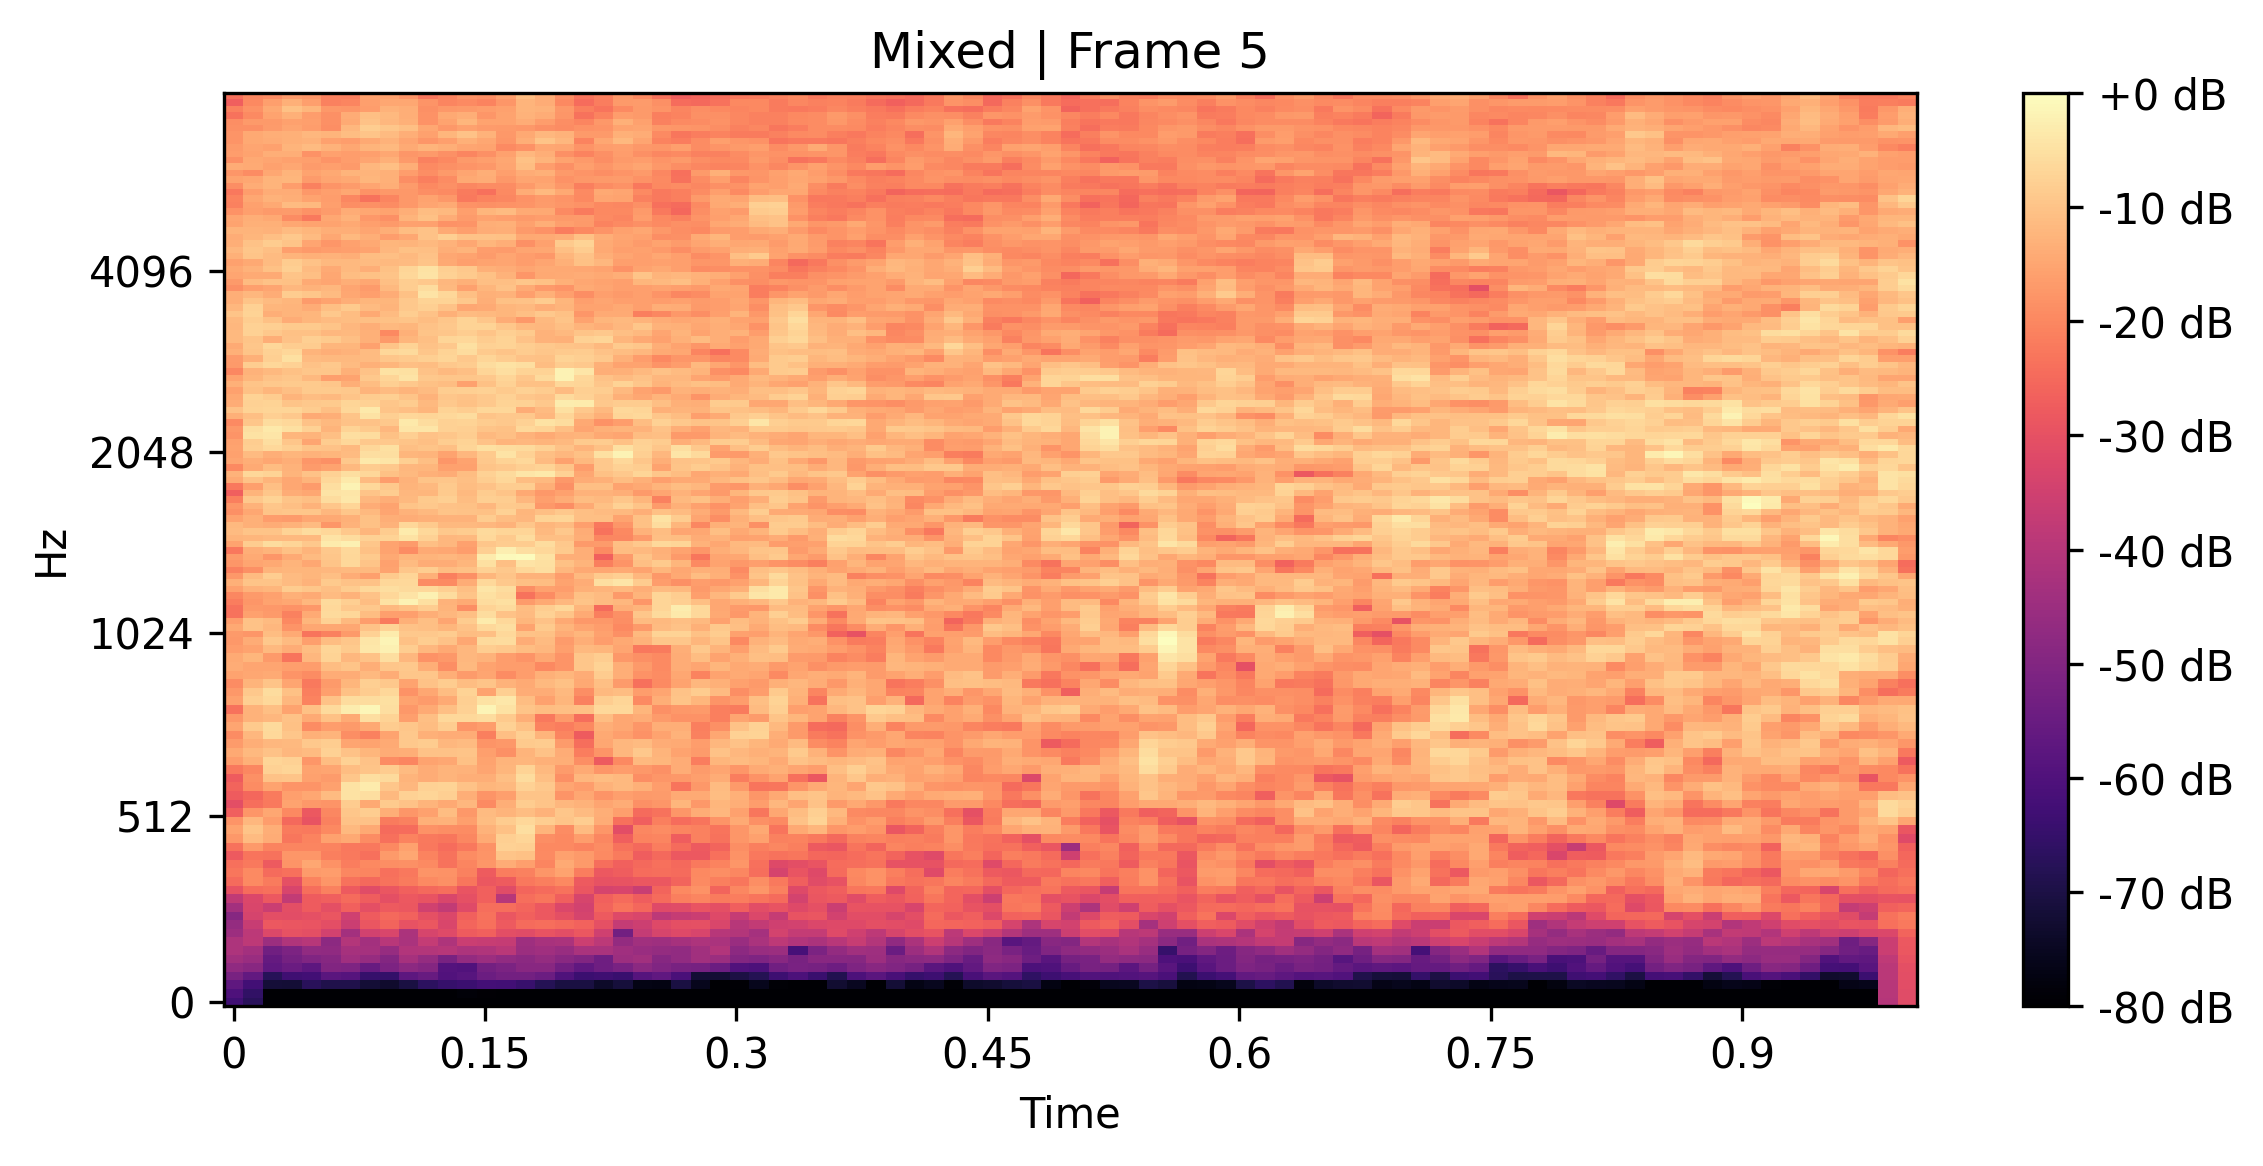 Mixed | Frame 5
Hz
4096
2048
1024
512
0
0 0.15 0.3 0.45 0.6 0.75 0.9
Time
+0 dB
-10 dB
-20 dB
-30 dB
-40 dB
-50 dB
-60 dB
-70 dB
-80 dB